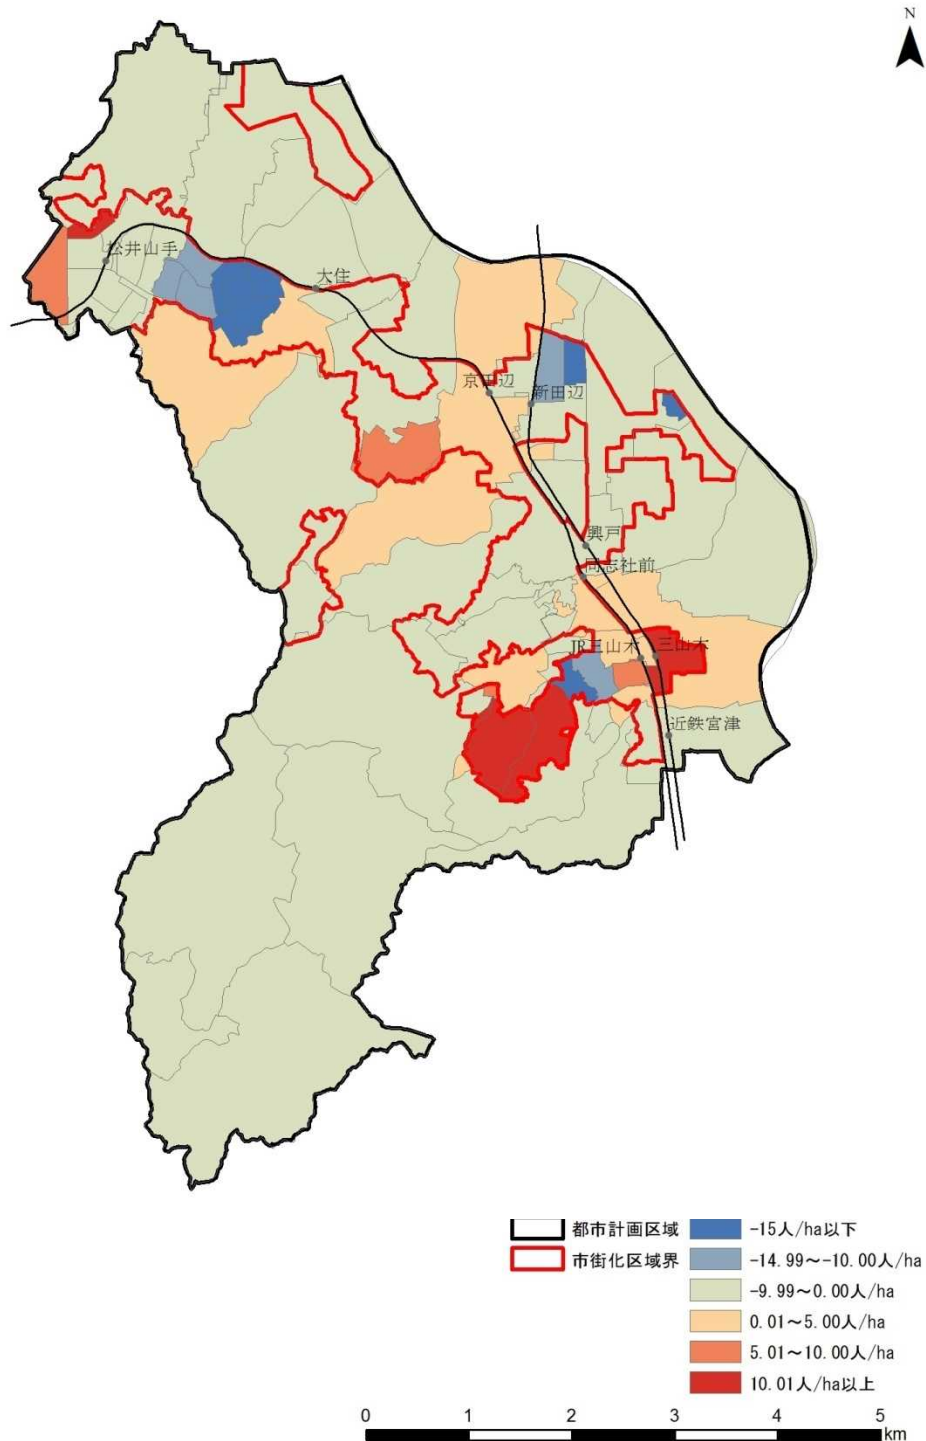 N
松井山手
大住
京田辺
新田辺
興戸
同志社前
JR三山木
三山木
近鉄宮津
都市計画区域
市街化区域界
-15人/ha以下
-14.99～-10.00人/ha
-9.99～0.00人/ha
0.01～5.00人/ha
5.01～10.00人/ha
10.01人/ha以上
0 1 2 3 4 5
km